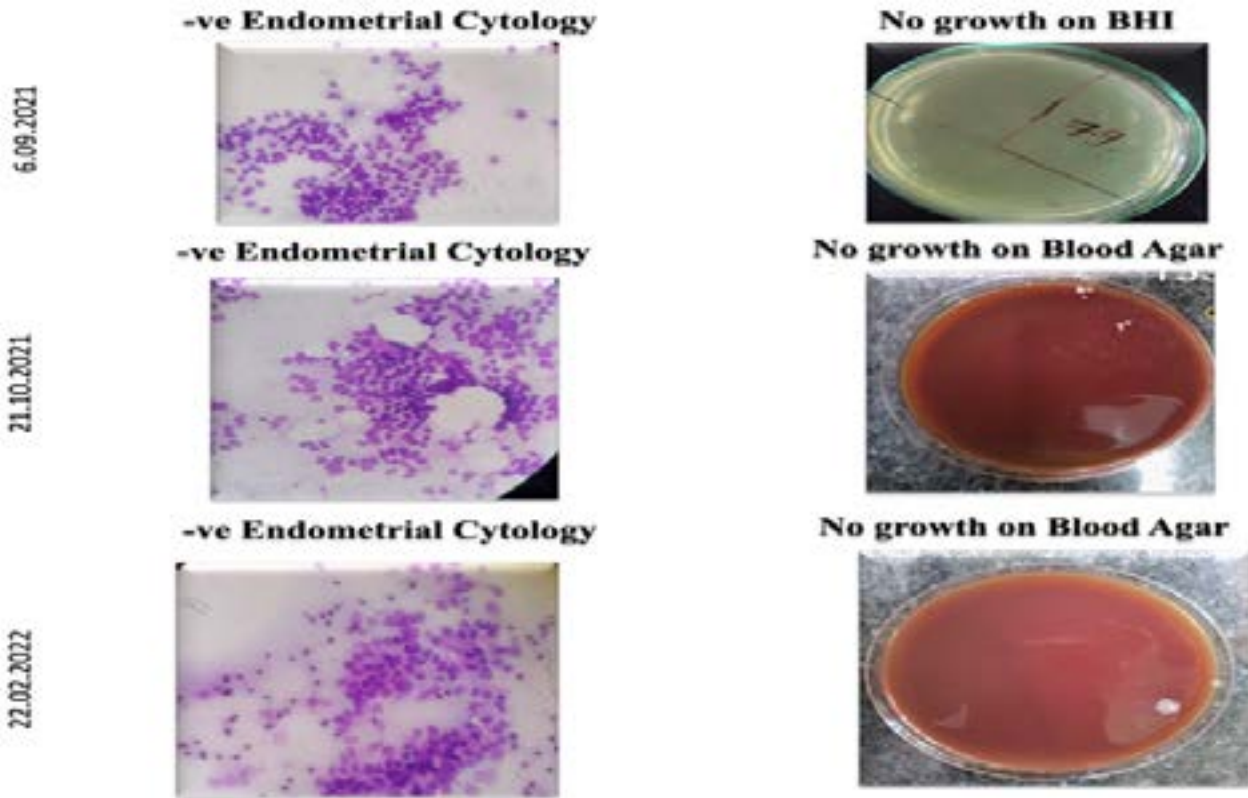 -ve Endometrial Cytology
No growth on BHI
6.09.2021
-ve Endometrial Cytology
No growth on Blood Agar
21.10.2021
-ve Endometrial Cytology
No growth on Blood Agar
22.02.2022